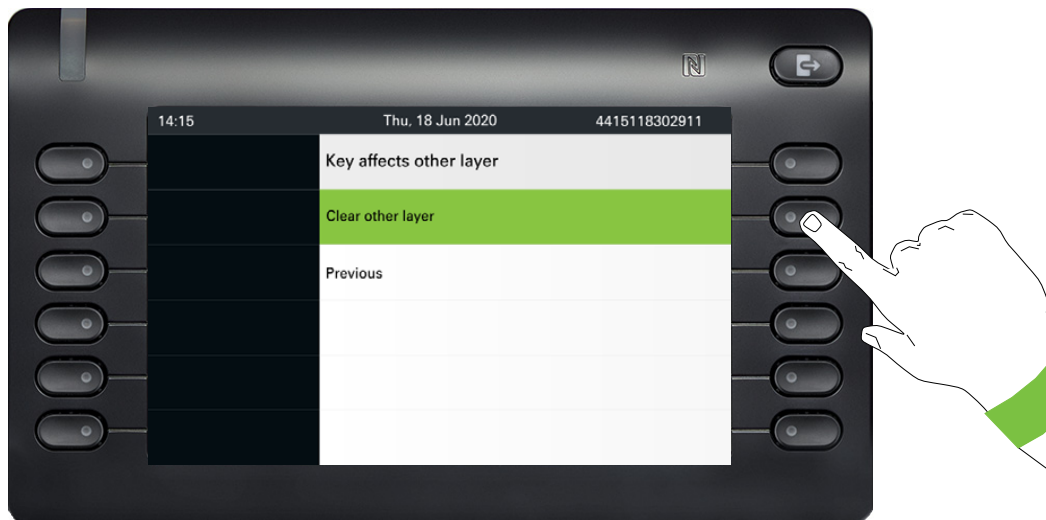 14:15 Thu, 18 Jun 2020 4415118302911
Key affects other layer
Clear other layer
Previous